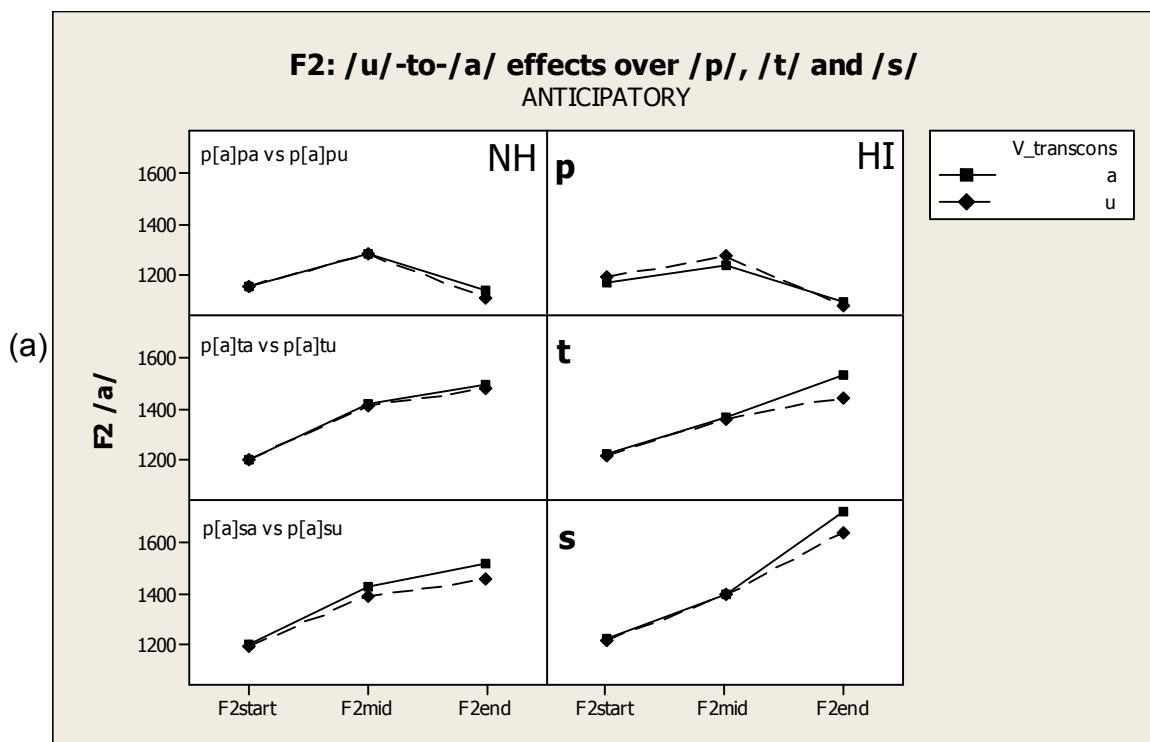 F2: /u/-to-/a/ effects over /p/, /t/ and /s/
ANTICIPATORY
(a)
F2 /a/
p[a]pa vs p[a]pu
NH
p
HI
1600
1400
1200
p[a]ta vs p[a]tu
t
1600
1400
1200
p[a]sa vs p[a]su
s
1600
1400
1200
F2start
F2mid
F2end
F2start
F2mid
F2end
V_transcons
a
u